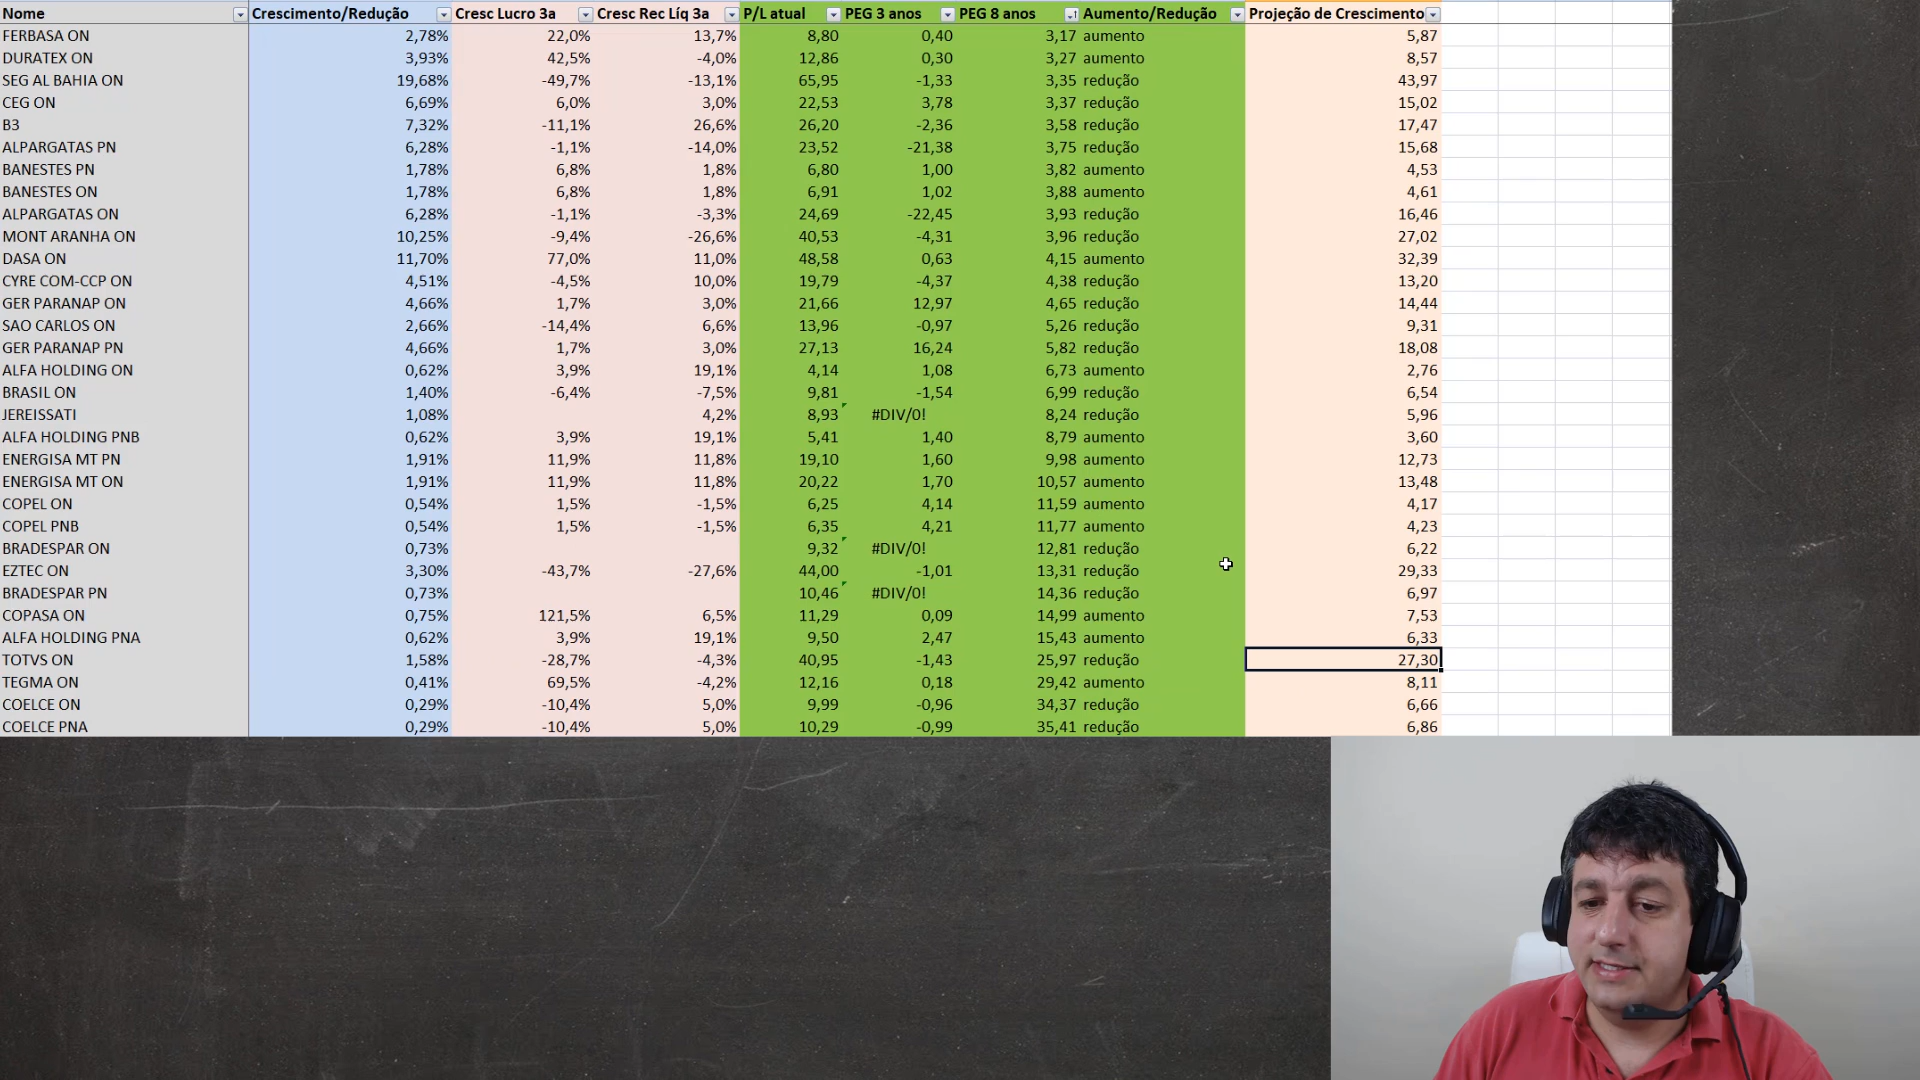 Nome Crescimento/Redução Cresc Lucro 3a Cresc Rec Líq 3a P/L atual PEG 3 anos PEG 8 anos Aumento/Redução Projeção de Crescimento
FERBASA ON 2,78% 22,0% 13,7% 8,80 0,40 3,17 aumento 5,87
DURATEX ON 3,93% 42,5% -4,0% 12,86 0,30 3,27 aumento 8,57
SEG AL BAHIA ON 19,68% -49,7% -13,1% 65,95 -1,33 3,35 redução 43,97
CEG ON 6,69% 6,0% 3,0% 22,53 3,78 3,37 redução 15,02
B3 7,32% -11,1% 26,6% 26,20 -2,36 3,58 redução 17,47
ALPARGATAS PN 6,28% -1,1% -14,0% 23,52 -21,38 3,75 redução 15,68
BANESTES PN 1,78% 6,8% 1,8% 6,80 1,00 3,82 aumento 4,53
BANESTES ON 1,78% 6,8% 1,8% 6,91 1,02 3,88 aumento 4,61
ALPARGATAS ON 6,28% -1,1% -3,3% 24,69 -22,45 3,93 redução 16,46
MONT ARANHA ON 10,25% -9,4% -26,6% 40,53 -4,31 3,96 redução 27,02
DASA ON 11,70% 77,0% 11,0% 48,58 0,63 4,15 aumento 32,39
CYRE COM-CCP ON 4,51% -4,5% 10,0% 19,79 -4,37 4,38 redução 13,20
GER PARANAP ON 4,66% 1,7% 3,0% 21,66 12,97 4,65 redução 14,44
SAO CARLOS ON 2,66% -14,4% 6,6% 13,96 -0,97 5,26 redução 9,31
GER PARANAP PN 4,66% 1,7% 3,0% 27,13 16,24 5,82 redução 18,08
ALFA HOLDING ON 0,62% 3,9% 19,1% 4,14 1,08 6,73 aumento 2,76
BRASIL ON 1,40% -6,4% -7,5% 9,81 -1,54 6,99 redução 6,54
JEREISSATI 1,08% 4,2% 8,93 #DIV/0! 8,24 redução 5,96
ALFA HOLDING PNB 0,62% 3,9% 19,1% 5,41 1,40 8,79 aumento 3,60
ENERGISA MT PN 1,91% 11,9% 11,8% 19,10 1,60 9,98 aumento 12,73
ENERGISA MT ON 1,91% 11,9% 11,8% 20,22 1,70 10,57 aumento 13,48
COPEL ON 0,54% 1,5% -1,5% 6,25 4,14 11,59 aumento 4,17
COPEL PNB 0,54% 1,5% -1,5% 6,35 4,21 11,77 aumento 4,23
BRADESPAR ON 0,73% 9,32 #DIV/0! 12,81 redução 6,22
EZTEC ON 3,30% -43,7% -27,6% 44,00 -1,01 13,31 redução 29,33
BRADESPAR PN 0,73% 10,46 #DIV/0! 14,36 redução 6,97
COPASA ON 0,75% 121,5% 6,5% 11,29 0,09 14,99 aumento 7,53
ALFA HOLDING PNA 0,62% 3,9% 19,1% 9,50 2,47 15,43 aumento 6,33
TOTVS ON 1,58% -28,7% -4,3% 40,95 -1,43 25,97 redução 27,30
TEGMA ON 0,41% 69,5% -4,2% 12,16 0,18 29,42 aumento 8,11
COELCE ON 0,29% -10,4% 5,0% 9,99 -0,96 34,37 redução 6,66
COELCE PNA 0,29% -10,4% 5,0% 10,29 -0,99 35,41 redução 6,86